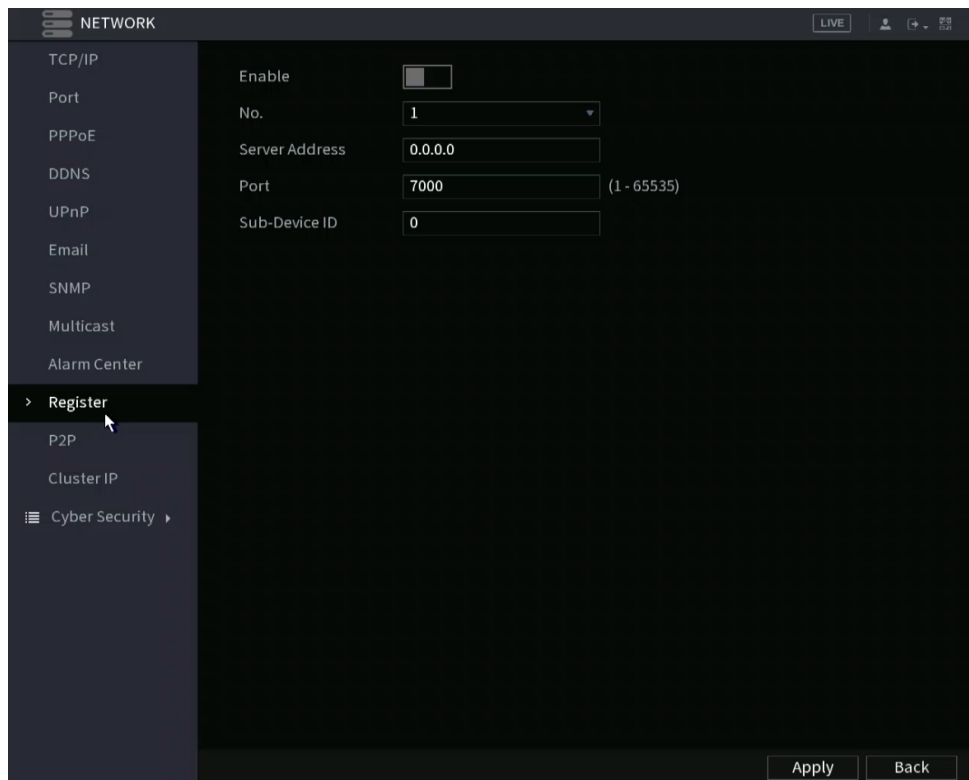 NETWORK
LIVE
TCP/IP
Port
PPPoE
DDNS
UPnP
Email
SNMP
Multicast
Alarm Center
Register
P2P
Cluster IP
Cyber Security
Enable
No. 1
Server Address 0.0.0.0
Port 7000 (1 - 65535)
Sub-Device ID 0
Apply Back